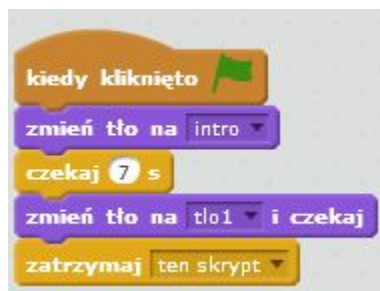 kiedy kliknięto
zmień tło na intro
czekaj 7 s
zmień tło na tlo1 i czekaj
zatrzymaj ten skrypt